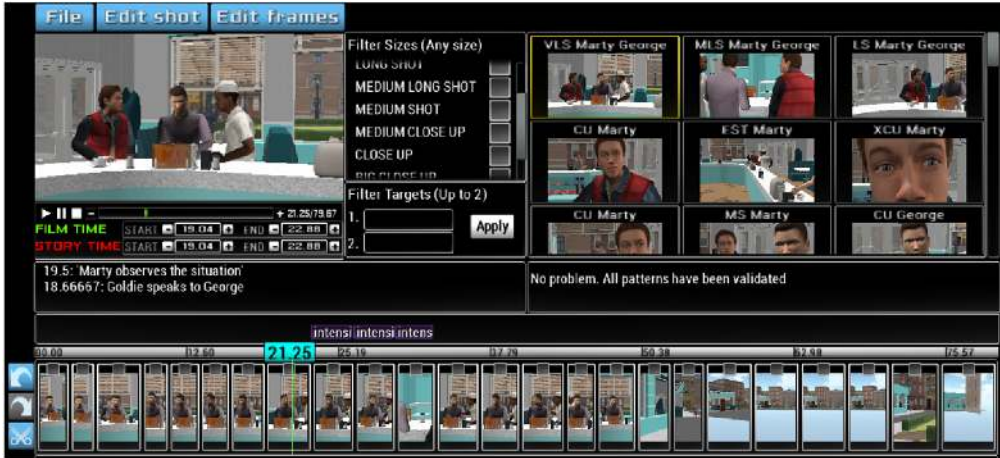 File Edit shot Edit frames
Filter Sizes (Any size)
LONG SHOT
MEDIUM LONG SHOT
MEDIUM SHOT
MEDIUM CLOSE UP
CLOSE UP
BIG CLOSE UP
Filter Targets (Up to 2)
1.
2.
Apply
VLS Marty George
MLS Marty George
LS Marty George
CU Marty
EST Marty
XCU Marty
CU Marty
MS Marty
CU George
- + 21.25/79.67
FILM TIME START - 19.04 + END - 22.88 +
STORY TIME START - 19.04 + END - 22.88 +
19.5: 'Marty observes the situation'
18.66667: Goldie speaks to George
No problem. All patterns have been validated
intensi intensi intens
00.00 12.60 21.25 25.19 37.79 50.38 62.98 75.57